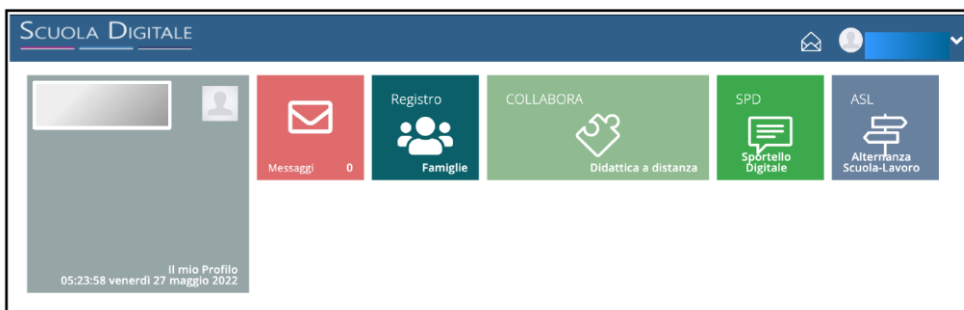 SCUOLA DIGITALE
Registro
COLLABORA
SPD
ASL
Messaggi 0
Famiglie
Didattica a distanza
Sportello
Digitale
Alternanza
Scuola-Lavoro
Il mio Profilo
05:23:58 venerdì 27 maggio 2022